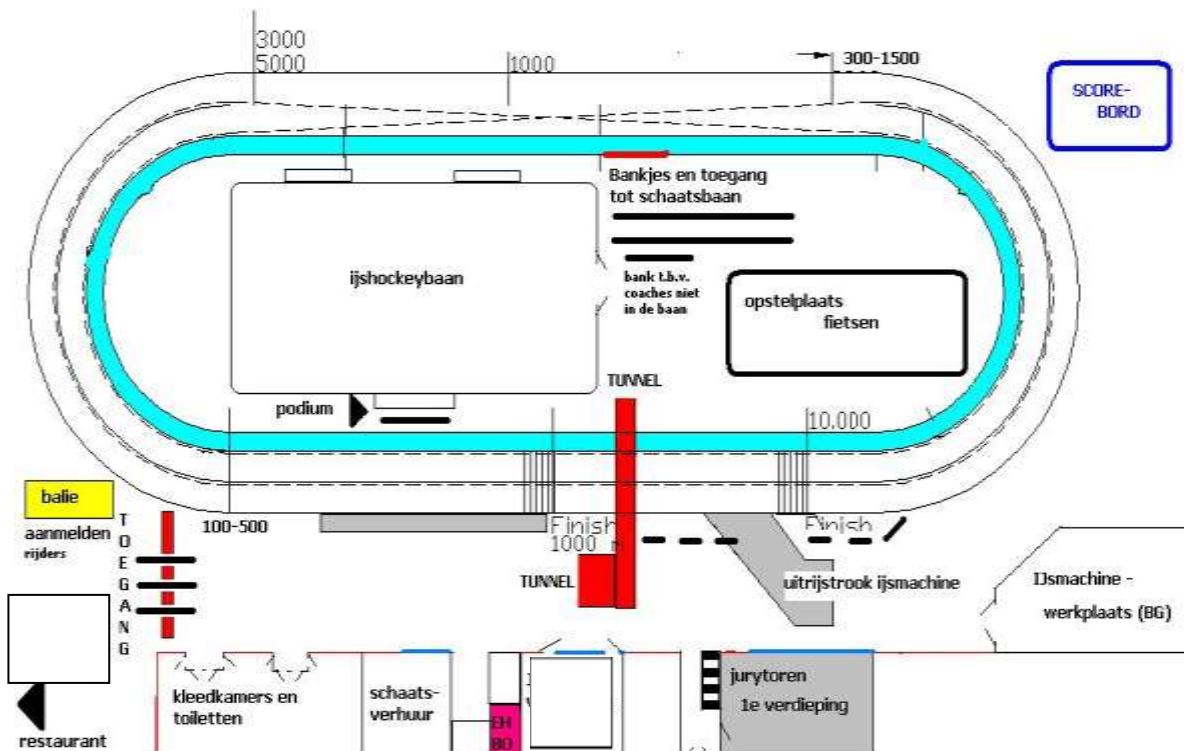 3000
5000
1000
300-1500
SCORE-
BORD
Bankjes en toegang
tot schaatsbaan
ijshockeybaan
bank t.b.v.
coaches niet
in de baan
opstelplaats
fietsen
TUNNEL
podium
10.000
balie
aanmelden
rijders
TOEGANG
100-500
Finish
1000
Finish
TUNNEL
uitrijstrook ijsmachine
IJsmachine -
werkplaats (BG)
kleedkamers en
toiletten
schaats-
verhuur
EH
BO
jurytoren
1e verdieping
restaurant